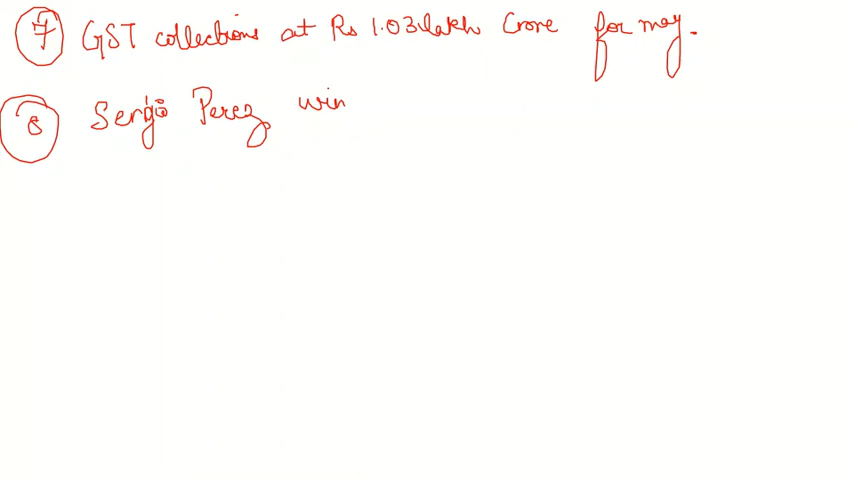 7 GST collections at Rs 1.03 lakh Crore for may.
8 Sergio Perez win